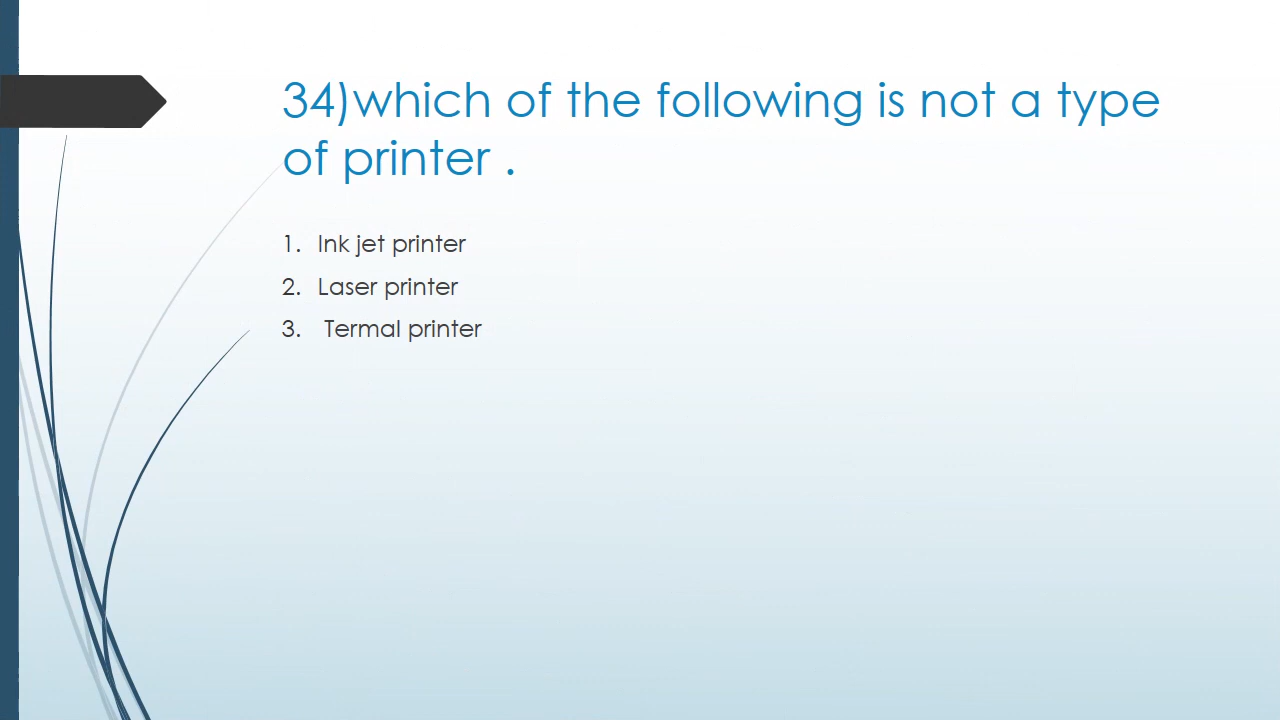 34)which of the following is not a type
of printer .
1. Ink jet printer
2. Laser printer
3. Termal printer